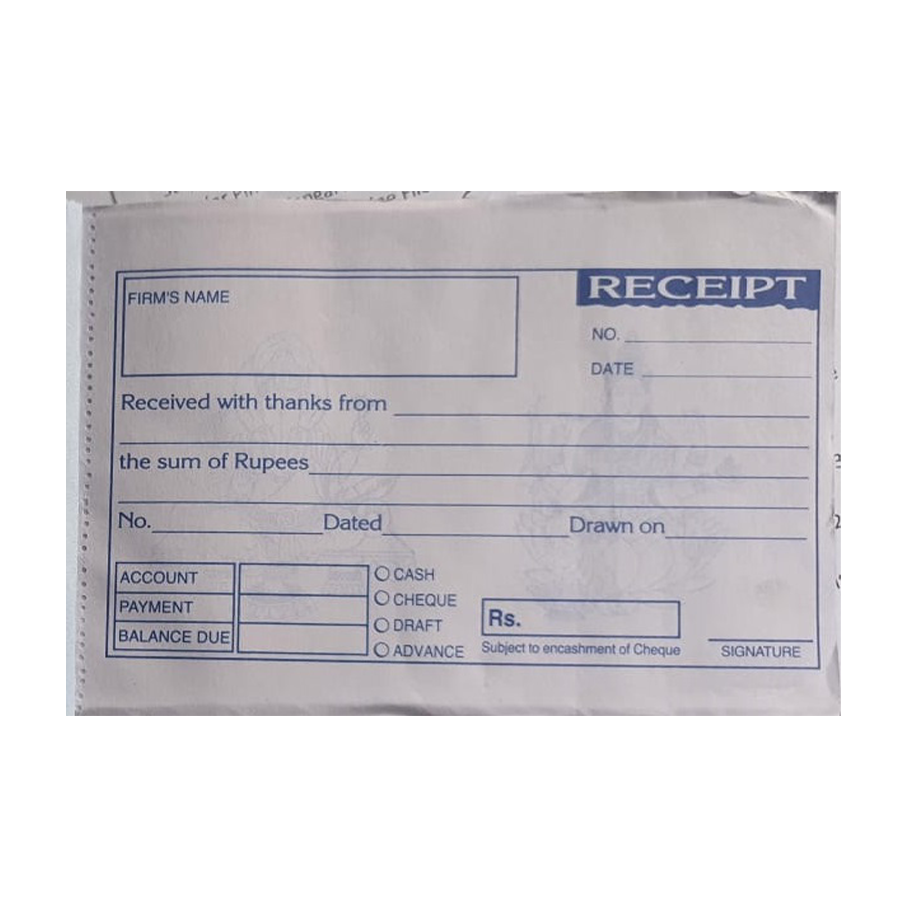 RECEIPT
FIRM'S NAME
NO.
DATE
Received with thanks from
the sum of Rupees
No. Dated Drawn on
ACCOUNT
PAYMENT
BALANCE DUE
CASH
CHEQUE
DRAFT
ADVANCE
Rs.
Subject to encashment of Cheque
SIGNATURE